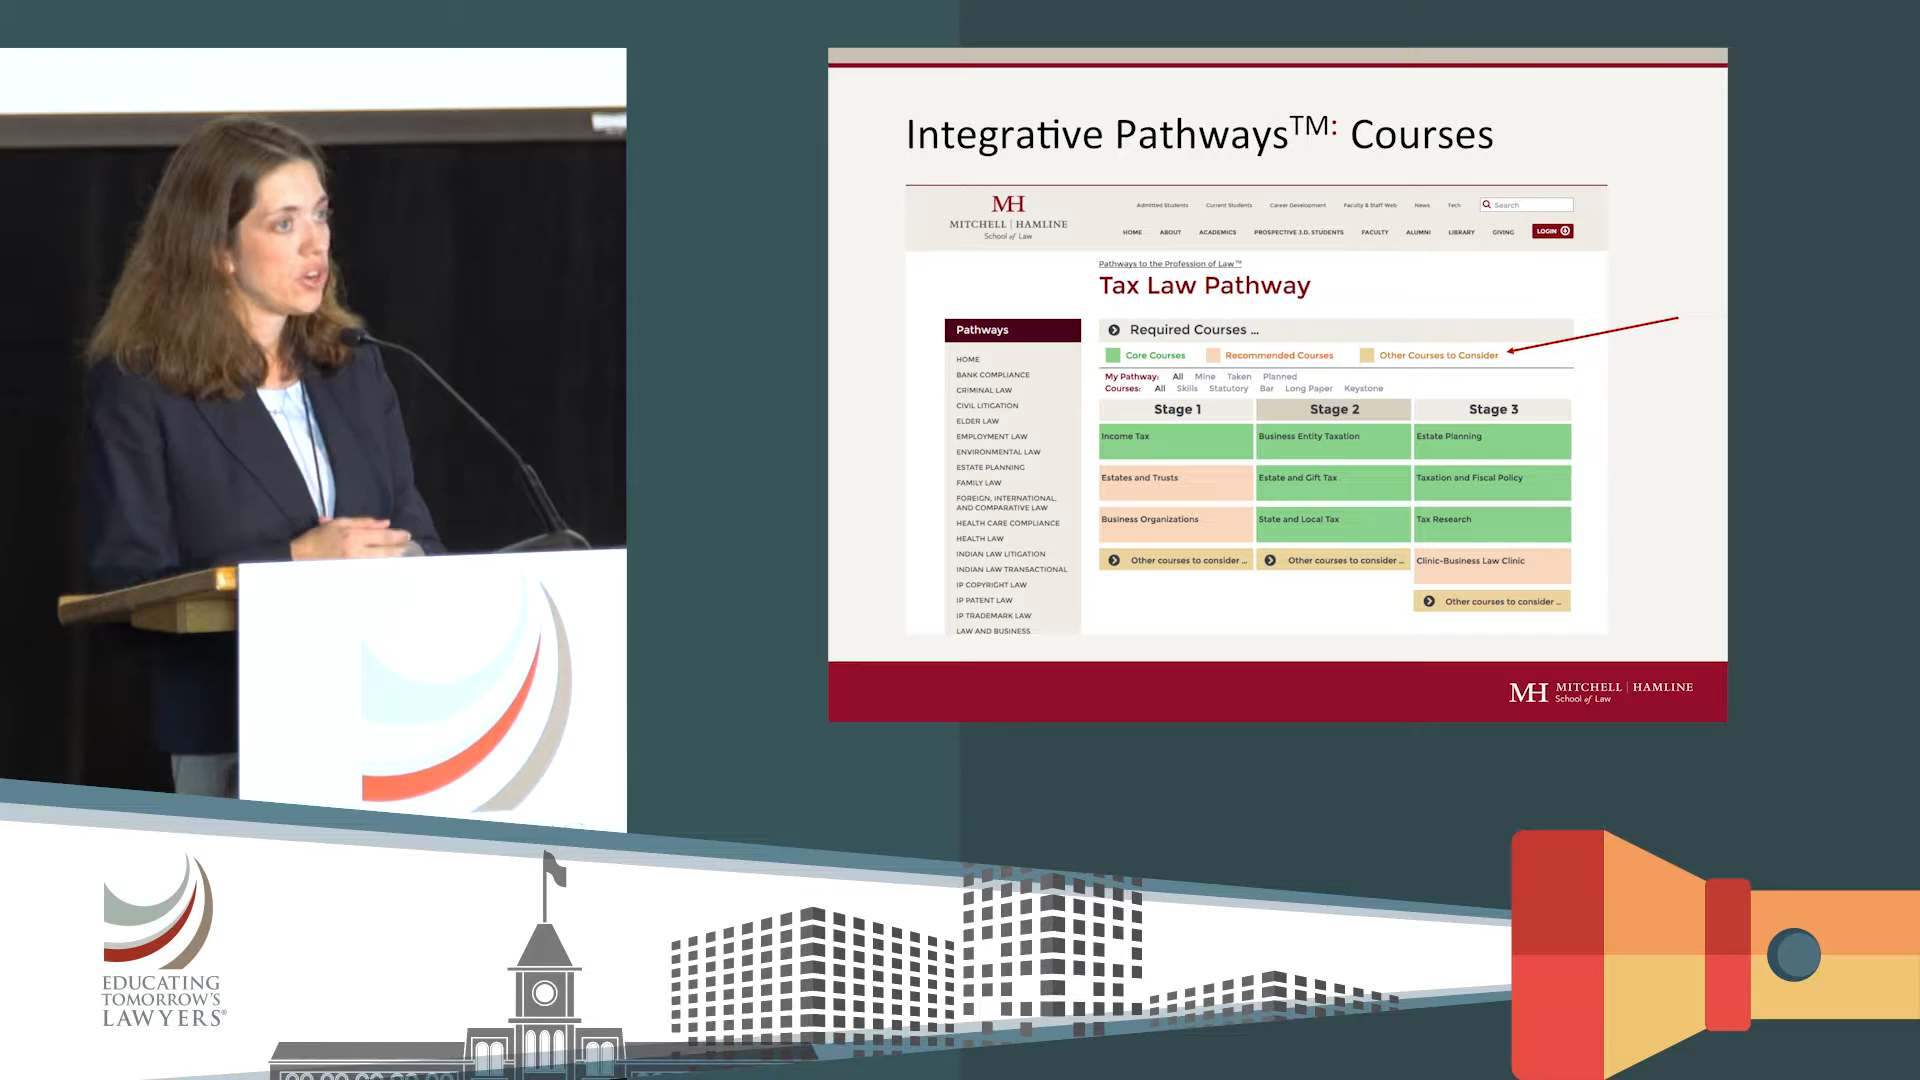 Integrative Pathways™: Courses
MH
MITCHELL | HAMLINE
School of Law
Admitted Students Current Students Career Development Faculty & Staff Web News Tech Search
HOME ABOUT ACADEMICS PROSPECTIVE J.D. STUDENTS FACULTY ALUMNI LIBRARY GIVING LOGIN
Pathways to the Profession of Law™
Tax Law Pathway
Pathways
HOME
BANK COMPLIANCE
CRIMINAL LAW
CIVIL LITIGATION
ELDER LAW
EMPLOYMENT LAW
ENVIRONMENTAL LAW
ESTATE PLANNING
FAMILY LAW
FOREIGN, INTERNATIONAL,
AND COMPARATIVE LAW
HEALTH CARE COMPLIANCE
HEALTH LAW
INDIAN LAW LITIGATION
INDIAN LAW TRANSACTIONAL
IP COPYRIGHT LAW
IP PATENT LAW
IP TRADEMARK LAW
LAW AND BUSINESS
Required Courses ...
Core Courses Recommended Courses Other Courses to Consider
My Pathway: All Mine Taken Planned
Courses: All Skills Statutory Bar Long Paper Keystone
Stage 1 Stage 2 Stage 3
Income Tax Business Entity Taxation Estate Planning
Estates and Trusts Estate and Gift Tax Taxation and Fiscal Policy
Business Organizations State and Local Tax Tax Research
Other courses to consider ... Other courses to consider ... Clinic-Business Law Clinic
Other courses to consider ...
MH MITCHELL | HAMLINE
School of Law
EDUCATING
TOMORROW'S
LAWYERS®